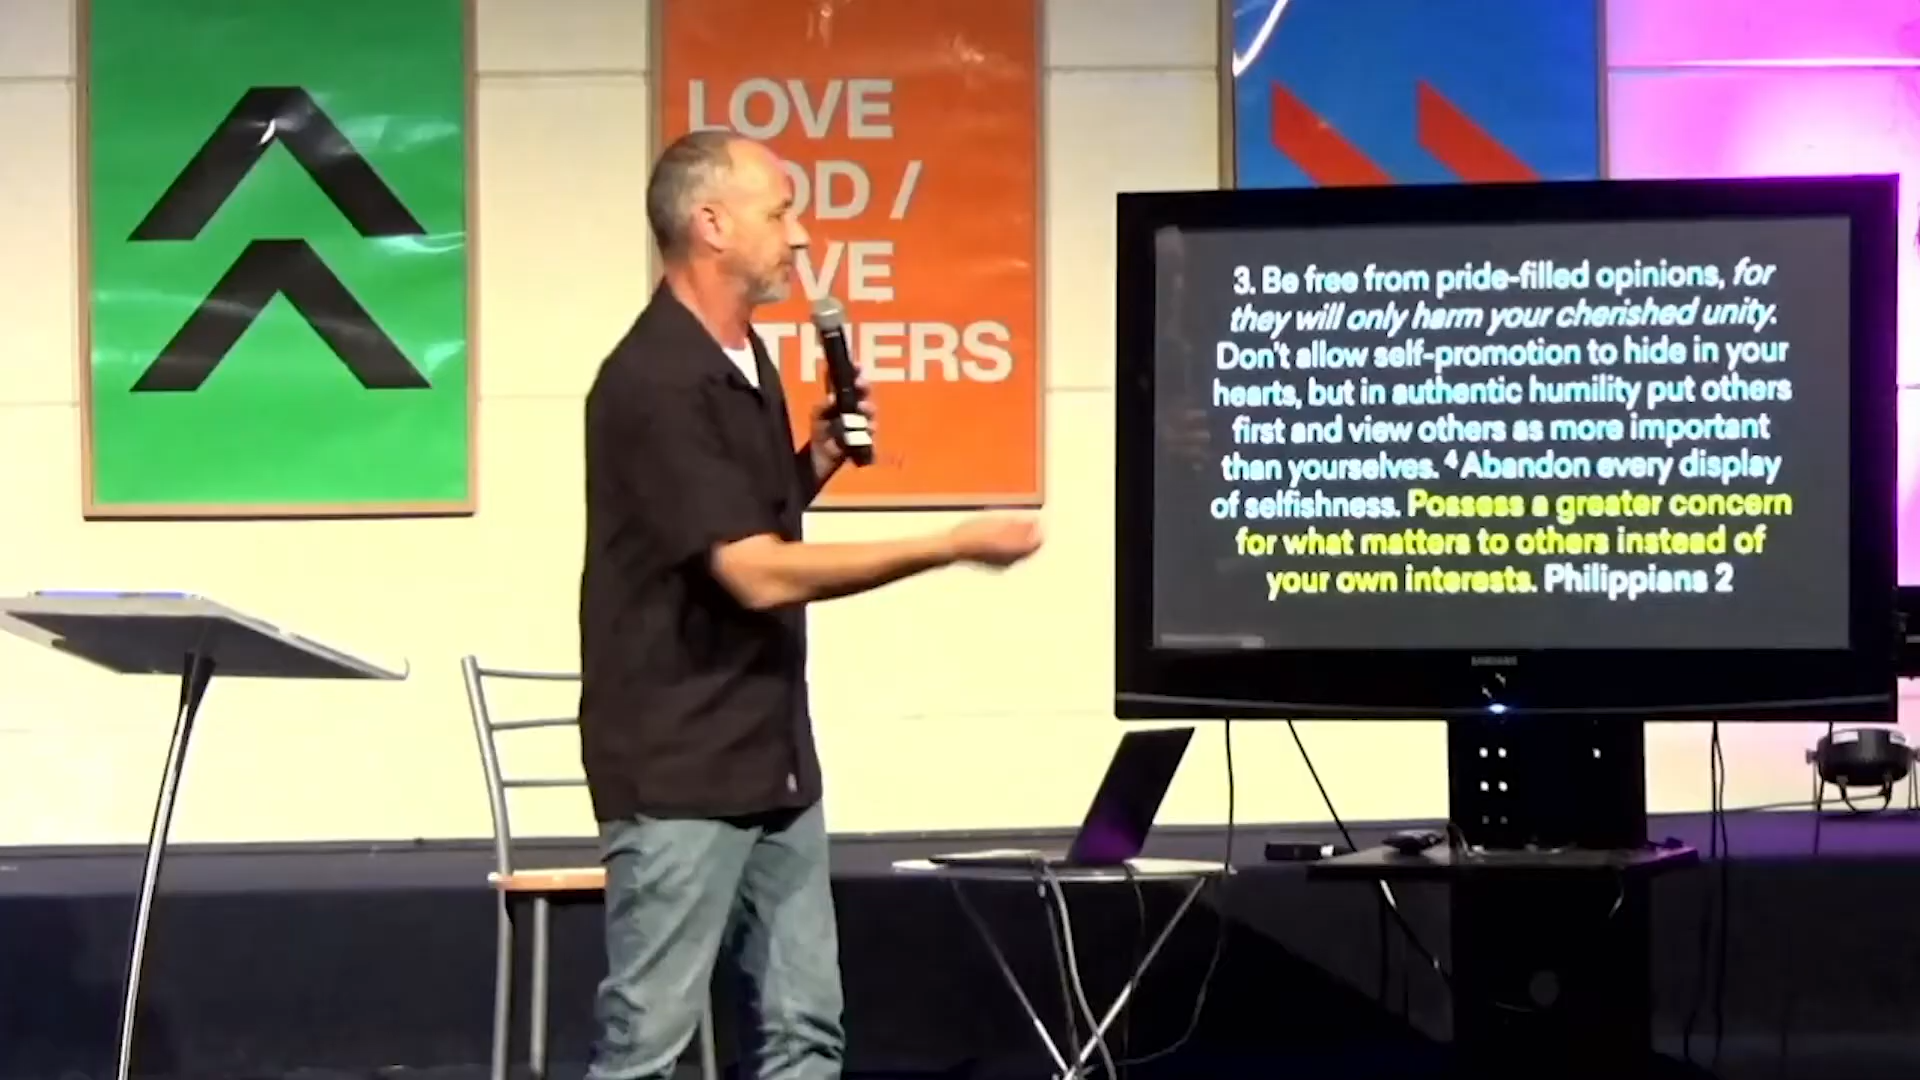 LOVE
OD /
VE
THERS
3. Be free from pride-filled opinions, for
they will only harm your cherished unity.
Don't allow self-promotion to hide in your
hearts, but in authentic humility put others
first and view others as more important
than yourselves. ⁴ Abandon every display
of selfishness. Possess a greater concern
for what matters to others instead of
your own interests. Philippians 2
SAMSUNG